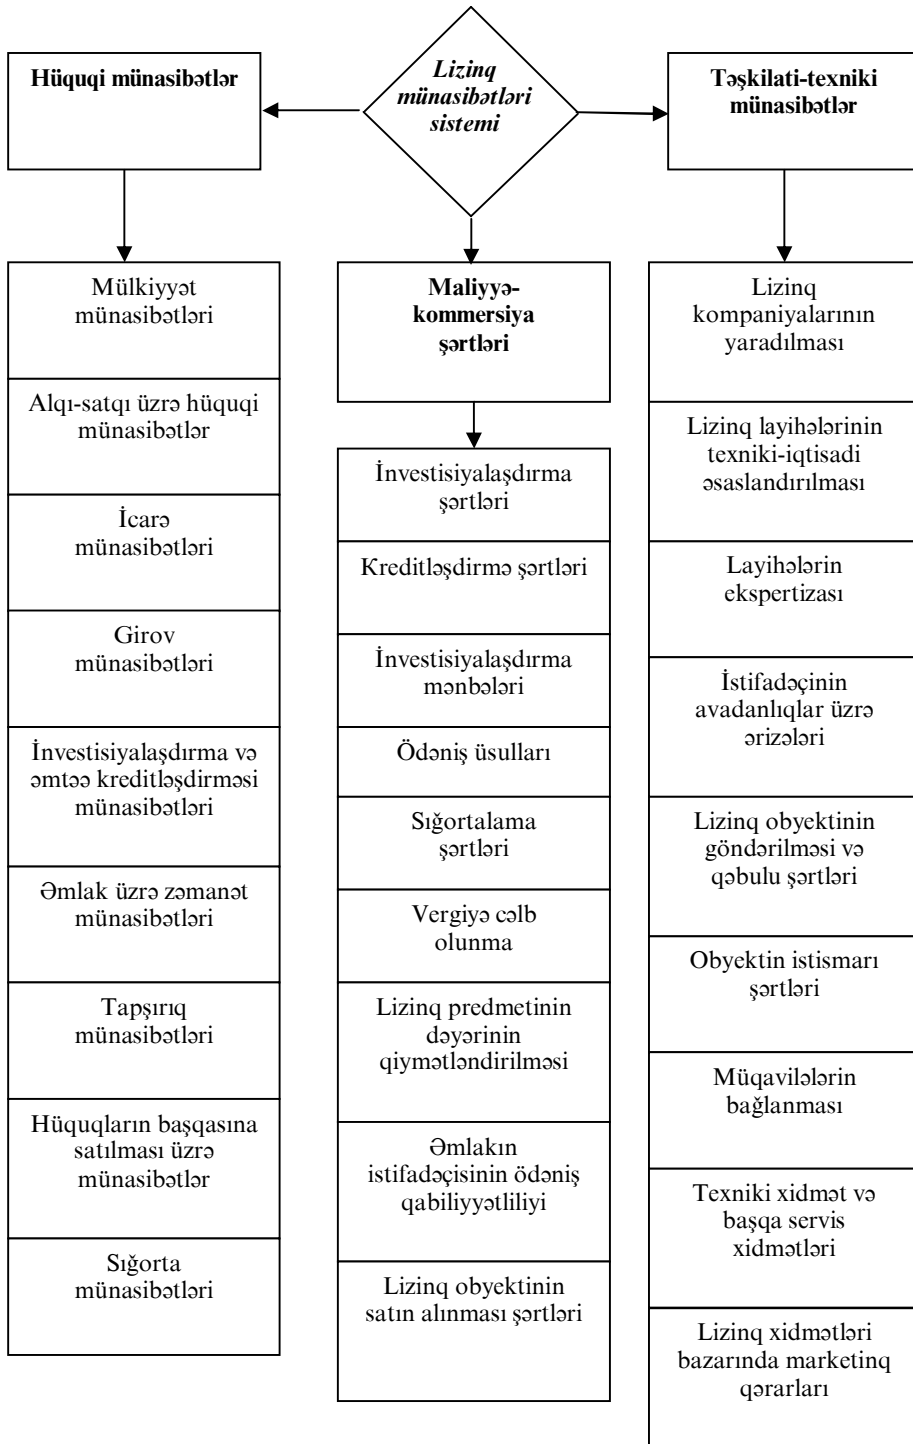 Lizinq
münasibətləri
sistemi
Hüquqi münasibətlər
Təşkilati-texniki
münasibətlər
Mülkiyyət
münasibətləri
Alqı-satqı üzrə hüquqi
münasibətlər
İcarə
münasibətləri
Girov
münasibətləri
İnvestisiyalaşdırma və
əmtəə kreditləşdirməsi
münasibətləri
Əmlak üzrə zəmanət
münasibətləri
Tapşırıq
münasibətləri
Hüquqların başqasına
satılması üzrə
münasibətlər
Sığorta
münasibətləri
Maliyyə-
kommersiya
şərtləri
İnvestisiyalaşdırma
şərtləri
Kreditləşdirmə şərtləri
İnvestisiyalaşdırma
mənbələri
Ödəniş üsulları
Sığortalama
şərtləri
Vergiyə cəlb
olunma
Lizinq predmetinin
dəyərinin
qiymətləndirilməsi
Əmlakın
istifadəçisinin ödəniş
qabiliyyətliliyi
Lizinq obyektinin
satın alınması şərtləri
Lizinq
kompaniyalarının
yaradılması
Lizinq layihələrinin
texniki-iqtisadi
əsaslandırılması
Layihələrin
ekspertizası
İstifadəçinin
avadanlıqlar üzrə
ərizələri
Lizinq obyektinin
göndərilməsi və
qəbulu şərtləri
Obyektin istismarı
şərtləri
Müqavilələrin
bağlanması
Texniki xidmət və
başqa servis
xidmətləri
Lizinq xidmətləri
bazarında marketinq
qərarları